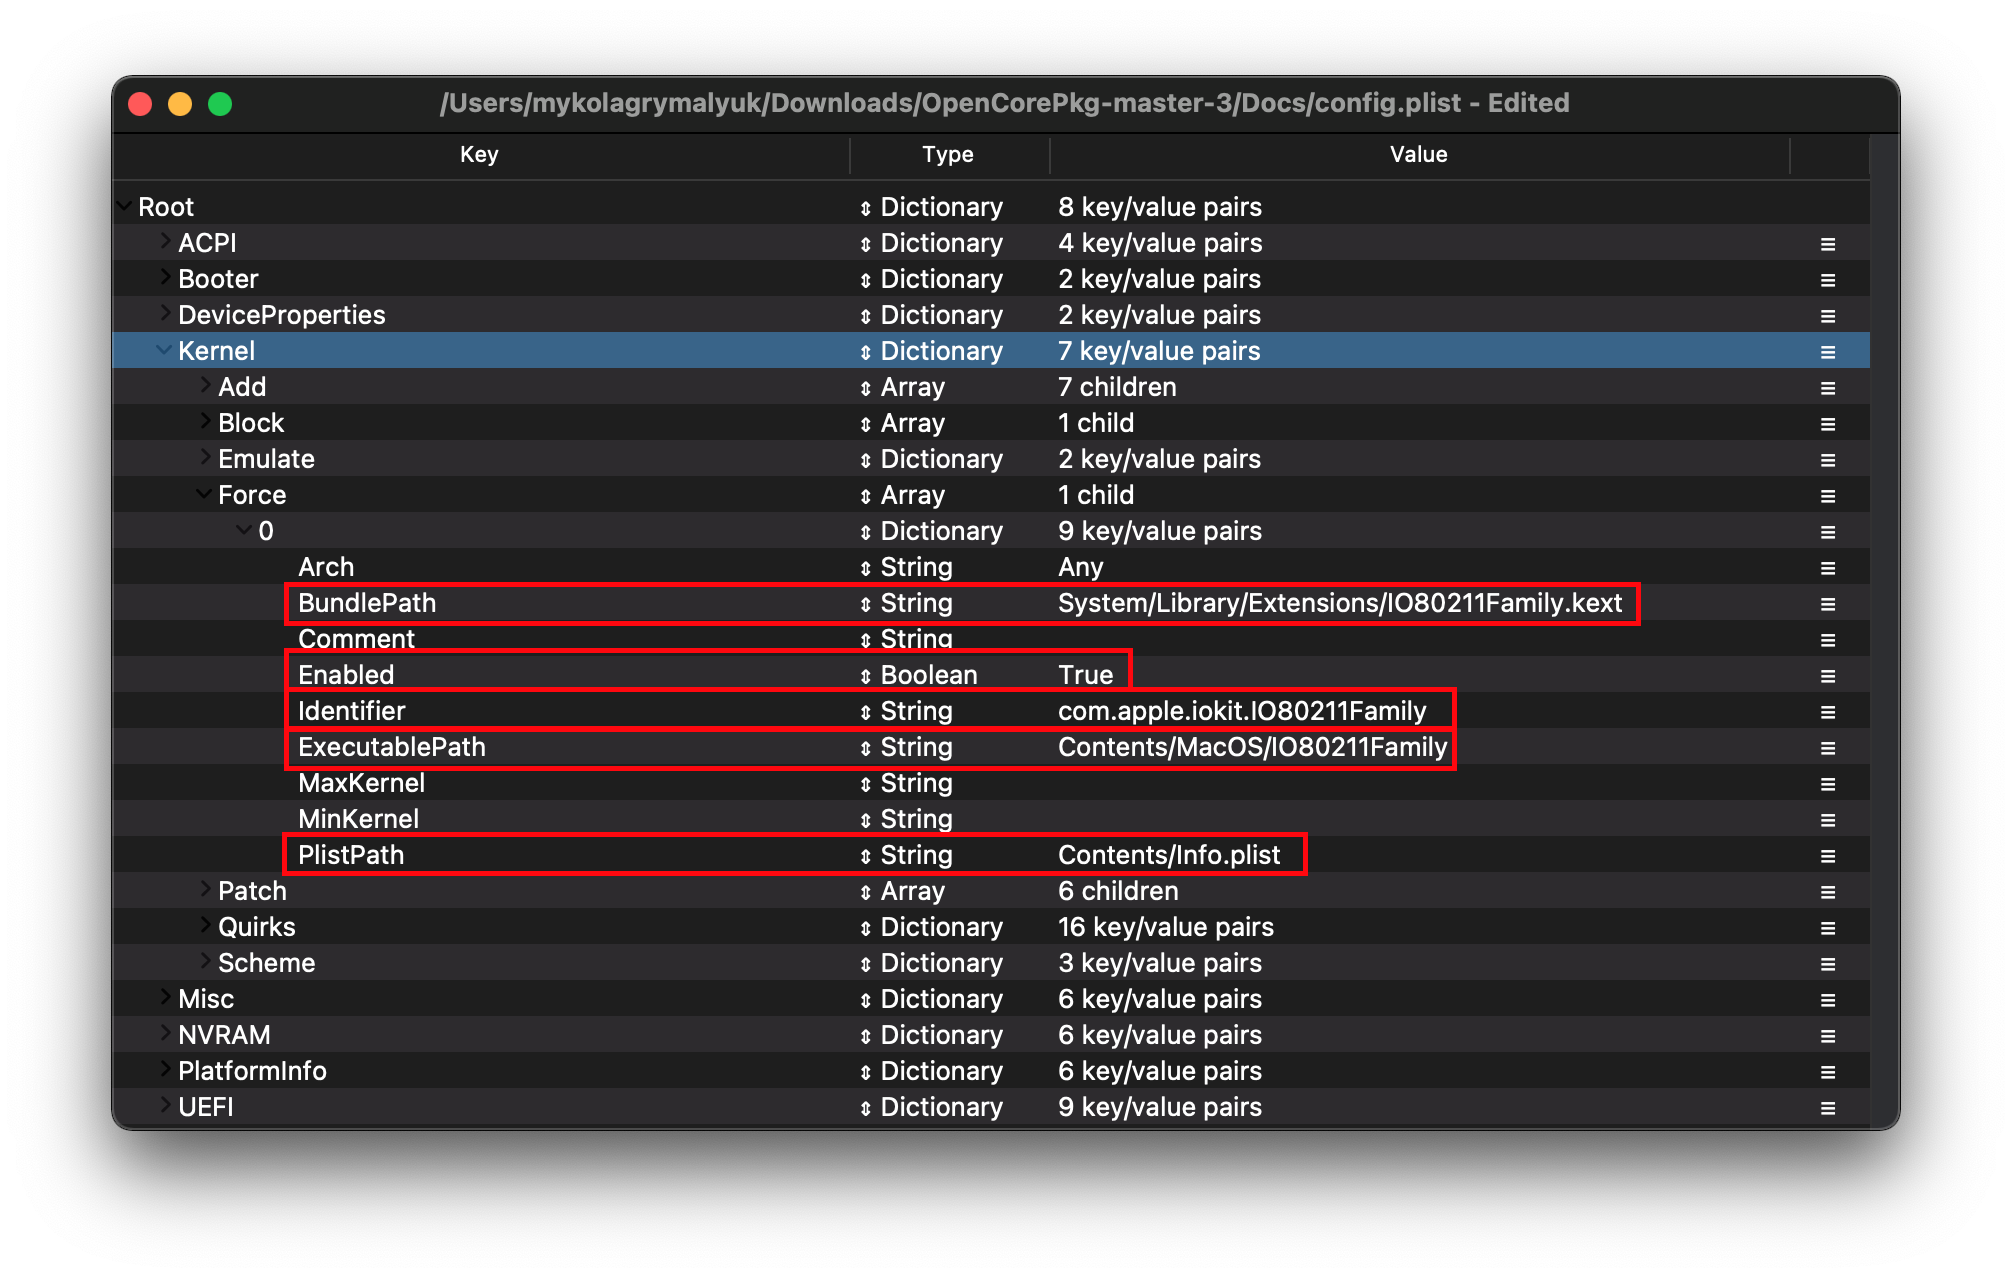 /Users/mykolagrymalyuk/Downloads/OpenCorePkg-master-3/Docs/config.plist - Edited
Key Type Value
Root Dictionary 8 key/value pairs
ACPI Dictionary 4 key/value pairs
Booter Dictionary 2 key/value pairs
DeviceProperties Dictionary 2 key/value pairs
Kernel Dictionary 7 key/value pairs
Add Array 7 children
Block Array 1 child
Emulate Dictionary 2 key/value pairs
Force Array 1 child
0 Dictionary 9 key/value pairs
Arch String Any
BundlePath String System/Library/Extensions/IO80211Family.kext
Comment String
Enabled Boolean True
Identifier String com.apple.iokit.IO80211Family
ExecutablePath String Contents/MacOS/IO80211Family
MaxKernel String
MinKernel String
PlistPath String Contents/Info.plist
Patch Array 6 children
Quirks Dictionary 16 key/value pairs
Scheme Dictionary 3 key/value pairs
Misc Dictionary 6 key/value pairs
NVRAM Dictionary 6 key/value pairs
PlatformInfo Dictionary 6 key/value pairs
UEFI Dictionary 9 key/value pairs